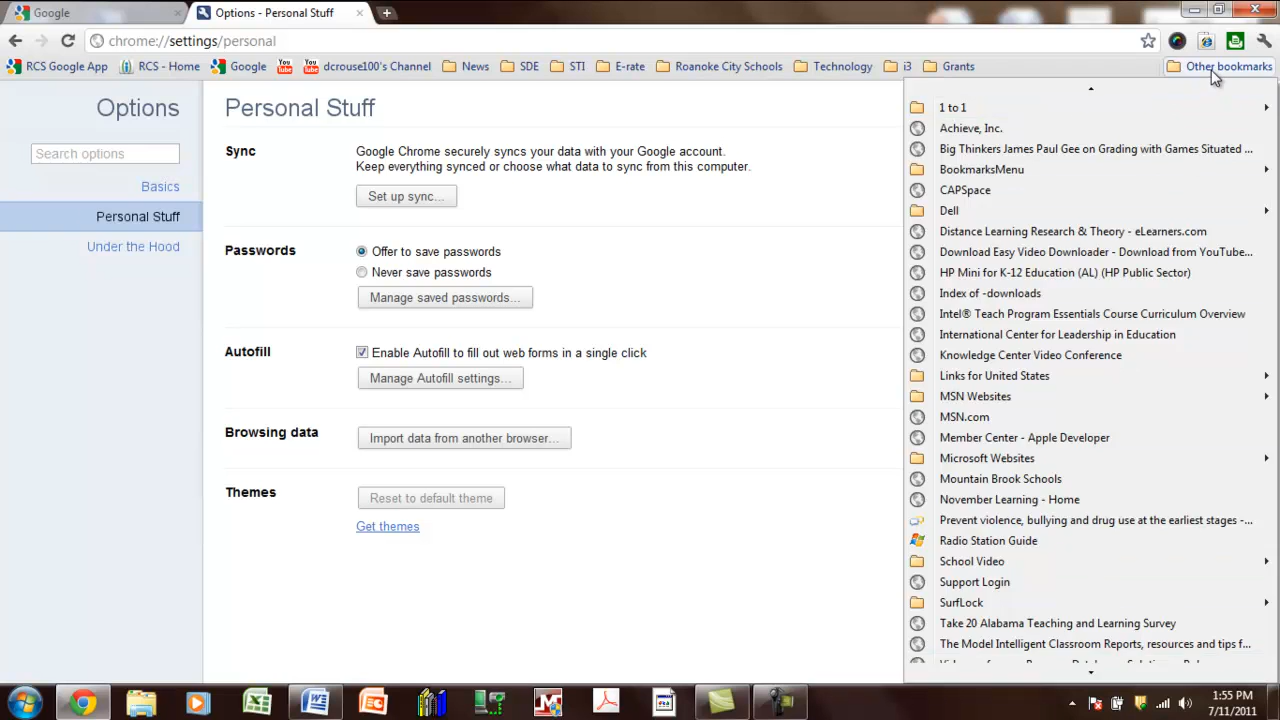 Google
Options - Personal Stuff
chrome://settings/personal
RCS Google App
RCS - Home
Google
You Tube
You Tube
dcrouse100's Channel
News
SDE
STI
E-rate
Roanoke City Schools
Technology
i3
Grants
Other bookmarks
Options
Search options
Basics
Personal Stuff
Under the Hood
Personal Stuff
Sync
Google Chrome securely syncs your data with your Google account.
Keep everything synced or choose what data to sync from this computer.
Set up sync...
Passwords
Offer to save passwords
Never save passwords
Manage saved passwords...
Autofill
Enable Autofill to fill out web forms in a single click
Manage Autofill settings...
Browsing data
Import data from another browser...
Themes
Reset to default theme
Get themes
1 to 1
Achieve, Inc.
Big Thinkers James Paul Gee on Grading with Games Situated ...
BookmarksMenu
CAPSpace
Dell
Distance Learning Research & Theory - eLearners.com
Download Easy Video Downloader - Download from YouTube...
HP Mini for K-12 Education (AL) (HP Public Sector)
Index of -downloads
Intel® Teach Program Essentials Course Curriculum Overview
International Center for Leadership in Education
Knowledge Center Video Conference
Links for United States
MSN Websites
MSN.com
Member Center - Apple Developer
Microsoft Websites
Mountain Brook Schools
November Learning - Home
Prevent violence, bullying and drug use at the earliest stages -...
Radio Station Guide
School Video
Support Login
SurfLock
Take 20 Alabama Teaching and Learning Survey
The Model Intelligent Classroom Reports, resources and tips f...
1:55 PM
7/11/2011